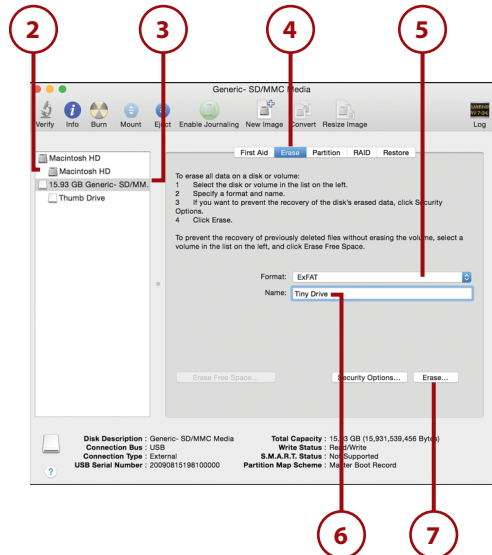 2
3
4
5
Generic- SD/MMC Media
Verify Info Burn Mount Eject Enable Journaling New Image Convert Resize Image Log
Macintosh HD
Macintosh HD
15.93 GB Generic- SD/MM...
Thumb Drive
First Aid Erase Partition RAID Restore
To erase all data on a disk or volume:
1 Select the disk or volume in the list on the left.
2 Specify a format and name.
3 If you want to prevent the recovery of the disk's erased data, click Security
Options.
4 Click Erase.
To prevent the recovery of previously deleted files without erasing the volume, select a
volume in the list on the left, and click Erase Free Space.
Format: ExFAT
Name: Tiny Drive
Erase Free Space... Security Options... Erase...
Disk Description : Generic- SD/MMC Media Total Capacity : 15.93 GB (15,931,539,456 Bytes)
Connection Bus : USB Write Status : Read/Write
Connection Type : External S.M.A.R.T. Status : Not Supported
USB Serial Number : 20090815198100000 Partition Map Scheme : Master Boot Record
?
6
7